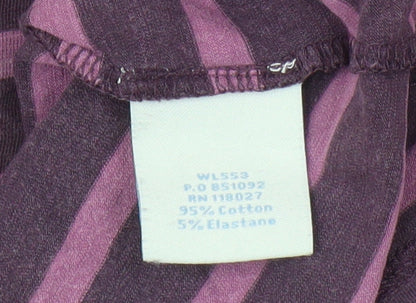 WL553
P.O 851092
RN 118027
95% Cotton
5% Elastane